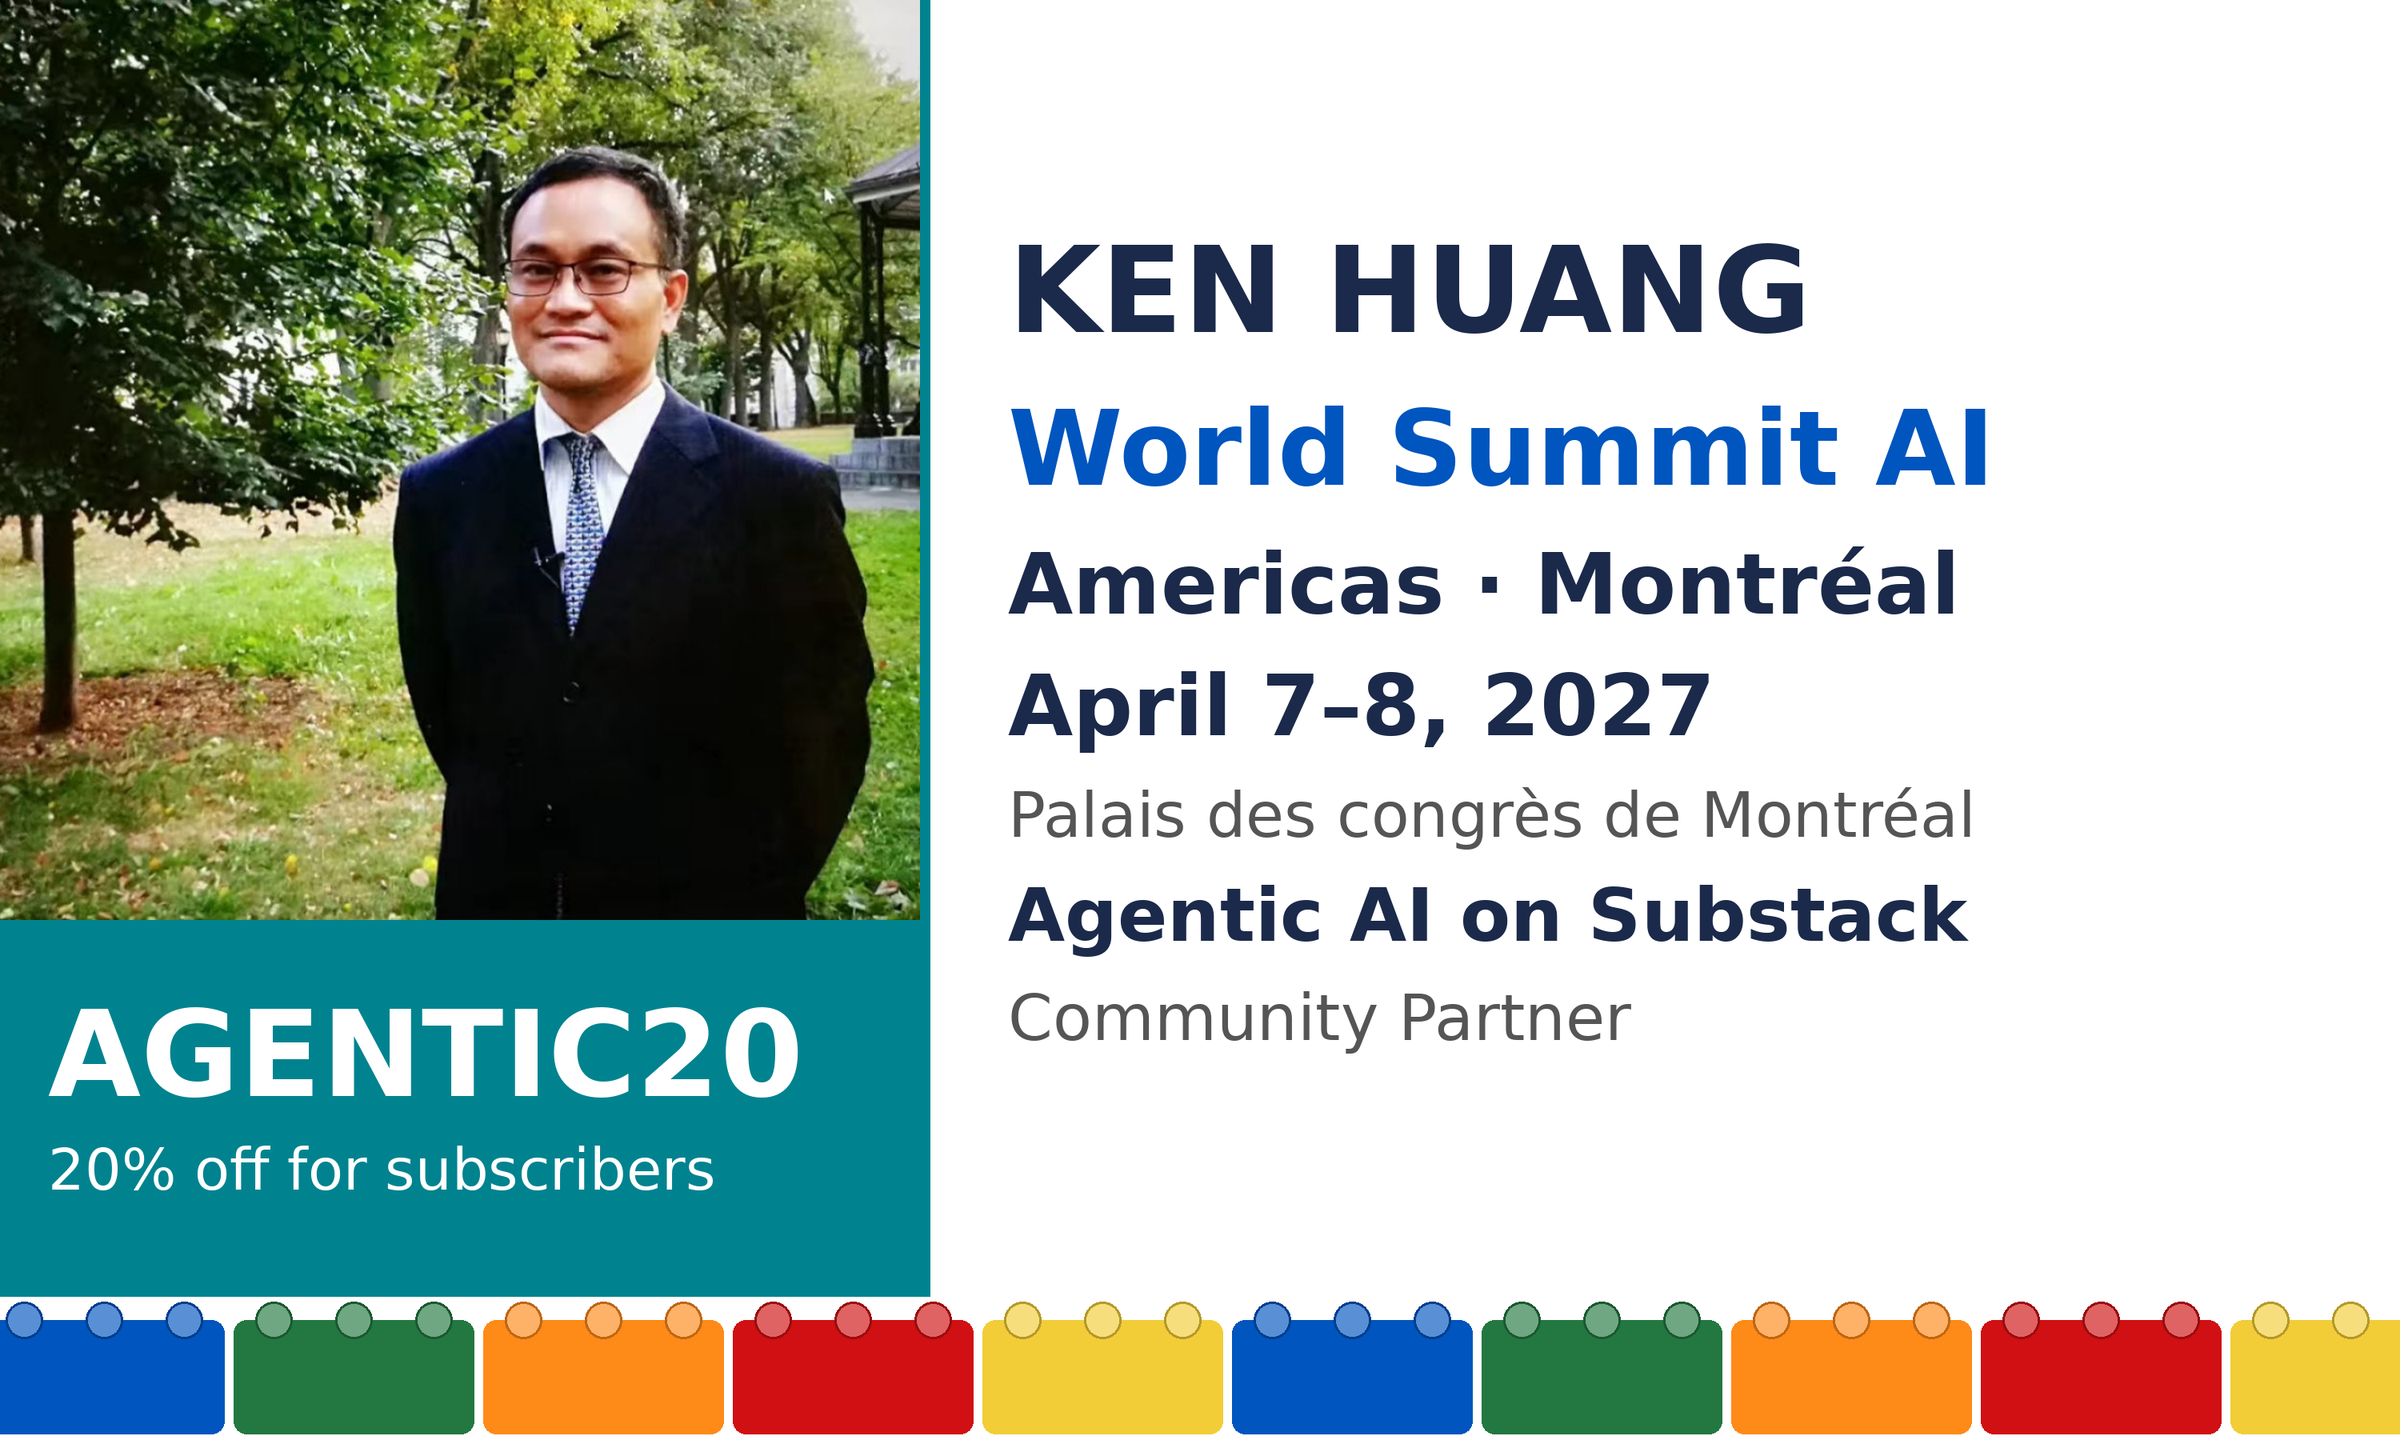 KEN HUANG
World Summit AI
Americas · Montréal
April 7–8, 2027
Palais des congrès de Montréal
Agentic AI on Substack
Community Partner
AGENTIC20
20% off for subscribers